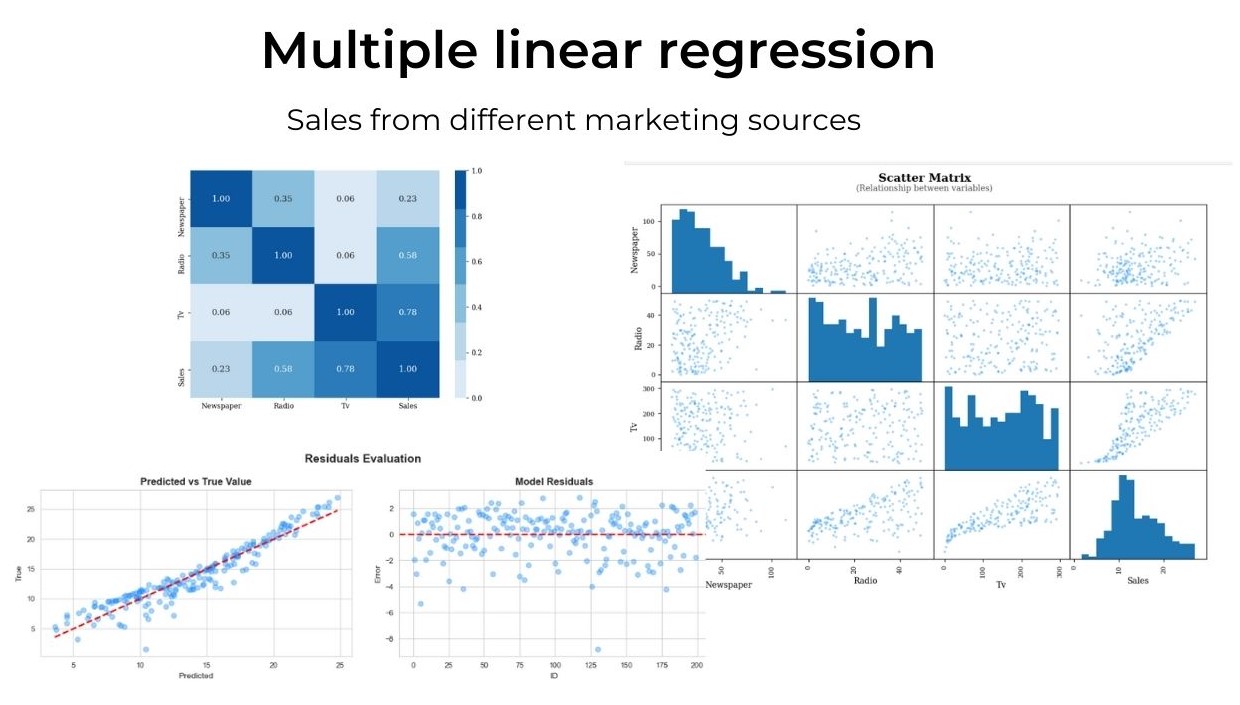 Multiple linear regression
Sales from different marketing sources
Newspaper
Radio
Tv
Sales
1.00 0.35 0.06 0.23
0.35 1.00 0.06 0.58
0.06 0.06 1.00 0.78
0.23 0.58 0.78 1.00
Newspaper Radio Tv Sales
1.0
0.8
0.6
0.4
0.2
0.0
Scatter Matrix
(Relationship between variables)
Newspaper
100
50
0
Radio
40
20
0
Tv
300
200
100
50 100 0 20 40 0 100 200 300 0 10 20
Newspaper Radio Tv Sales
Residuals Evaluation
Predicted vs True Value
True
25
20
15
10
5
5 10 15 20 25
Predicted
Model Residuals
Error
2
0
-2
-4
-6
-8
0 25 50 75 100 125 150 175 200
ID